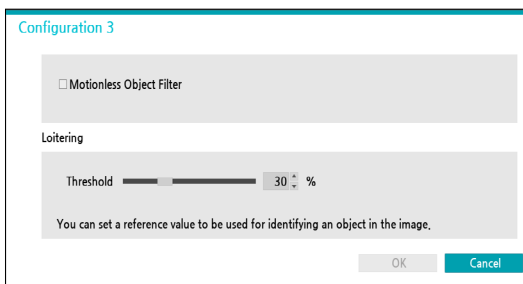 Configuration 3
Motionless Object Filter
Loitering
Threshold 30 %
You can set a reference value to be used for identifying an object in the image.
OK Cancel